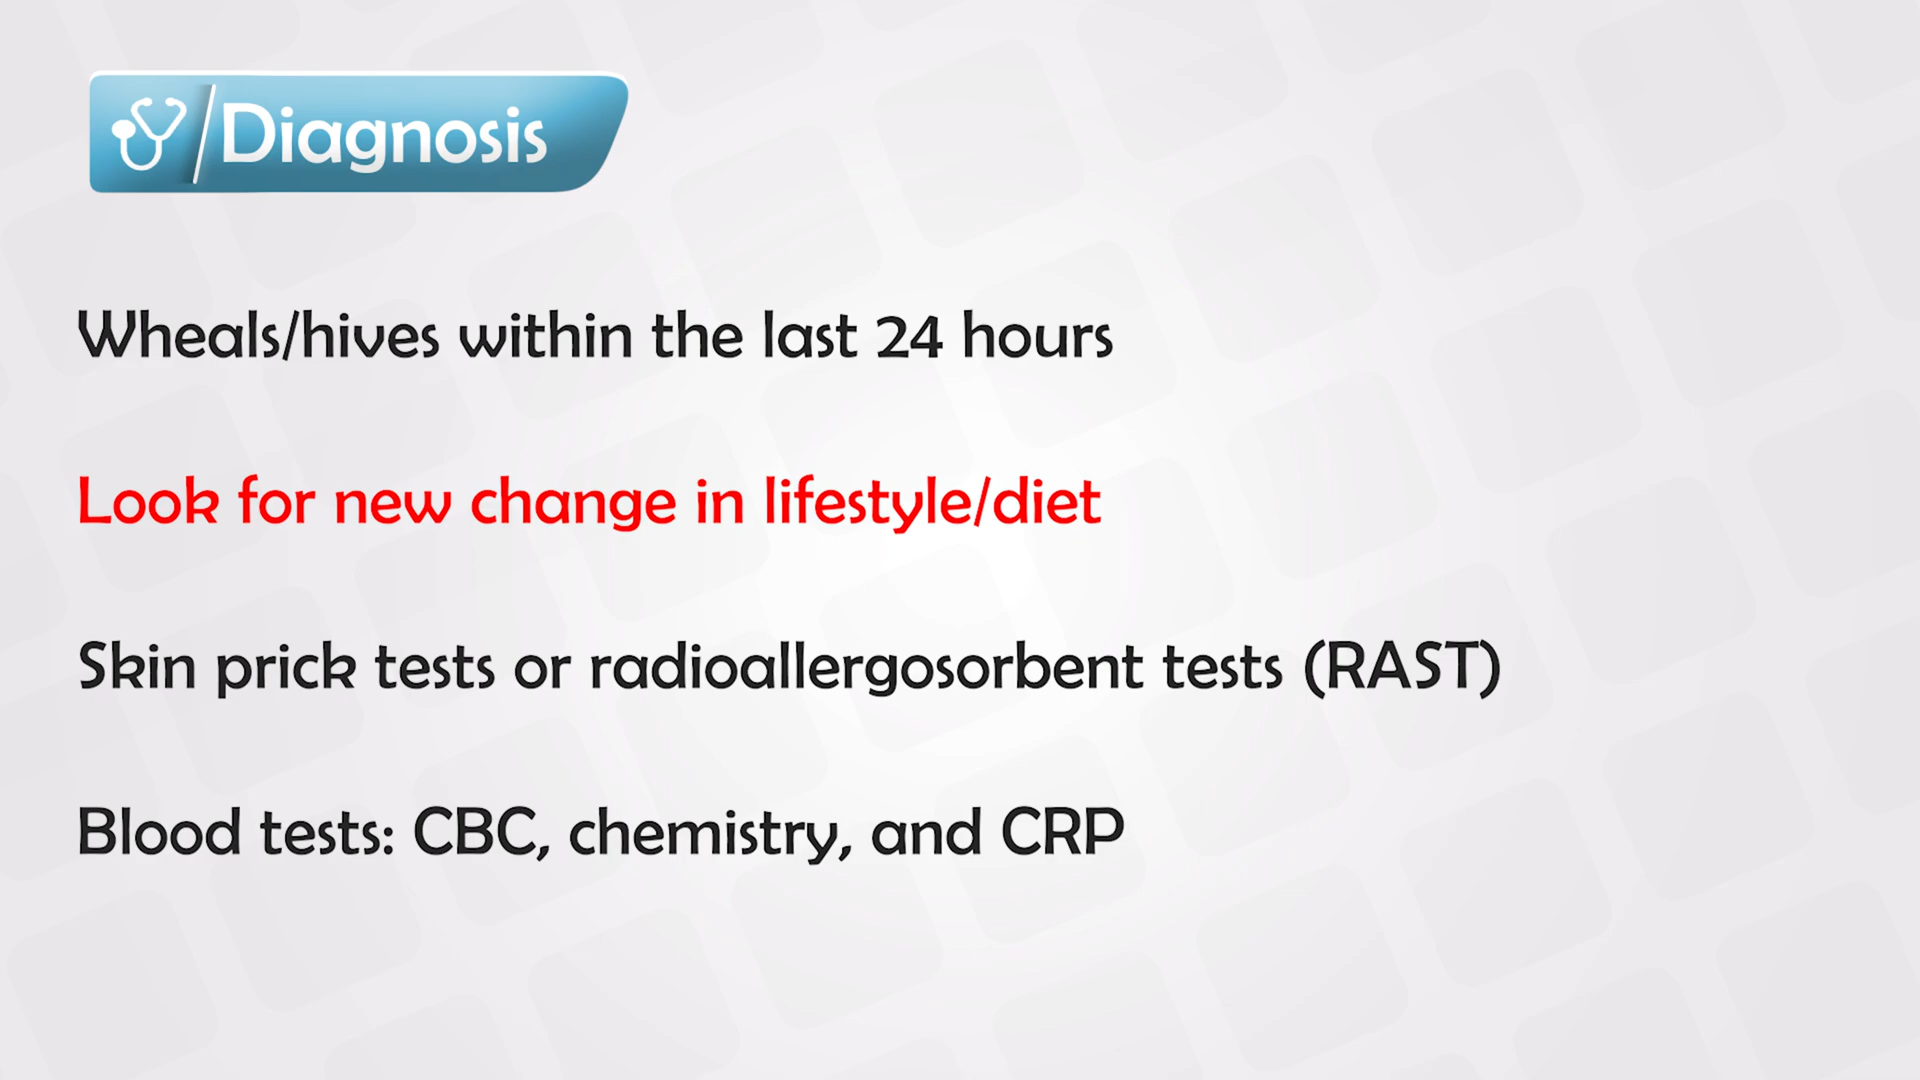 Diagnosis
Wheals/hives within the last 24 hours
Look for new change in lifestyle/diet
Skin prick tests or radioallergosorbent tests (RAST)
Blood tests: CBC, chemistry, and CRP